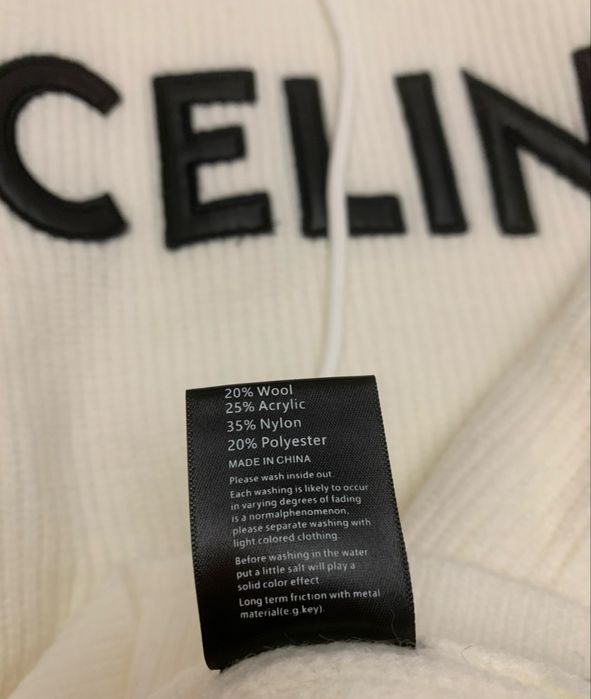 CELIN
20% Wool
25% Acrylic
35% Nylon
20% Polyester
MADE IN CHINA
Please wash inside out.
Each washing is likely to occur
in varying degrees of fading
is a normalphenomenon,
please separate washing with
light colored clothing.
Before washing in the water
put a little salt will play a
solid color effect
Long term friction with metal
material(e.g.key).